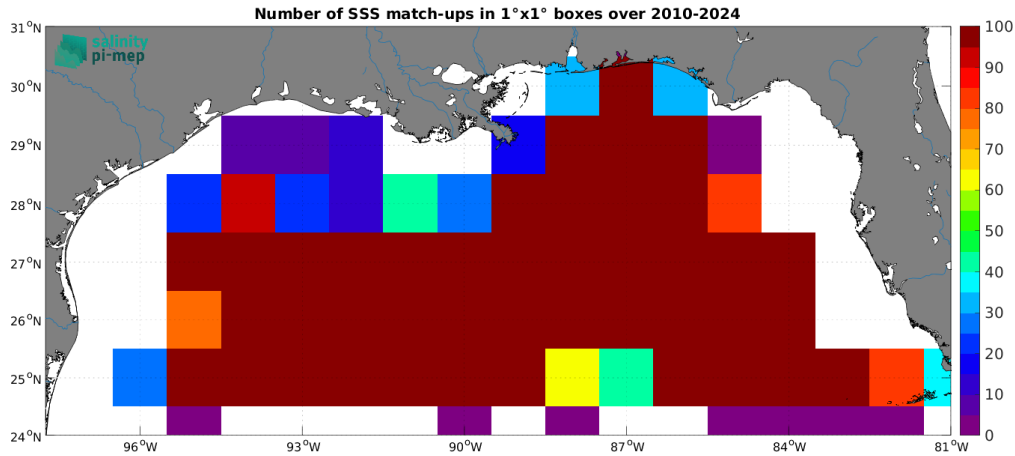 Number of SSS match-ups in 1°x1° boxes over 2010-2024
salinity
pi-mep
31°N
30°N
29°N
28°N
27°N
26°N
25°N
24°N
96°W
93°W
90°W
87°W
84°W
81°W
100
90
80
70
60
50
40
30
20
10
0